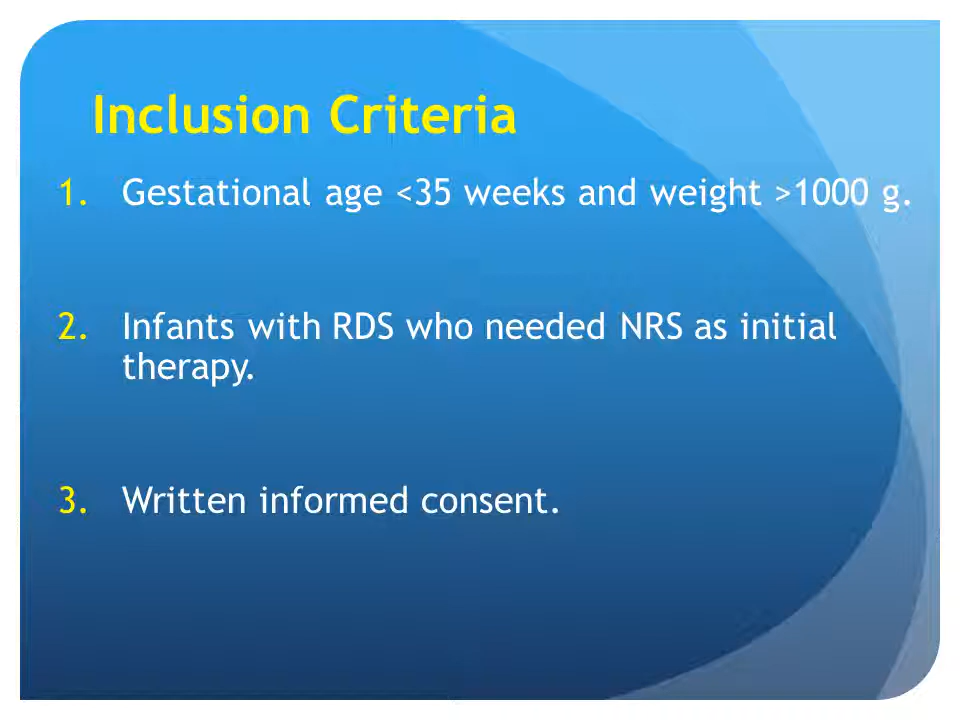 Inclusion Criteria
1. Gestational age <35 weeks and weight >1000 g.
2. Infants with RDS who needed NRS as initial
therapy.
3. Written informed consent.